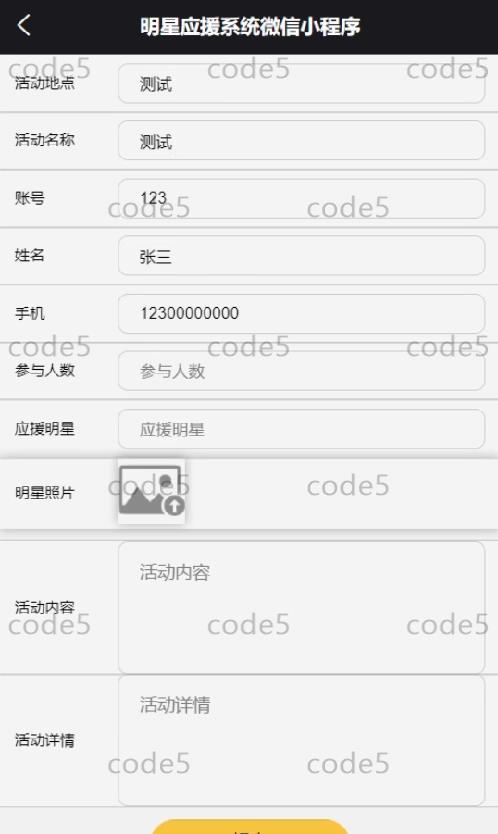 明星应援系统微信小程序
code5 code5 code5
活动地点 测试
活动名称 测试
账号 123
code5 code5
姓名 张三
手机 12300000000
code5 code5 code5
参与人数 参与人数
应援明星 应援明星
明星照片
code5 code5
活动内容 活动内容
code5 code5 code5
活动详情 活动详情
code5 code5